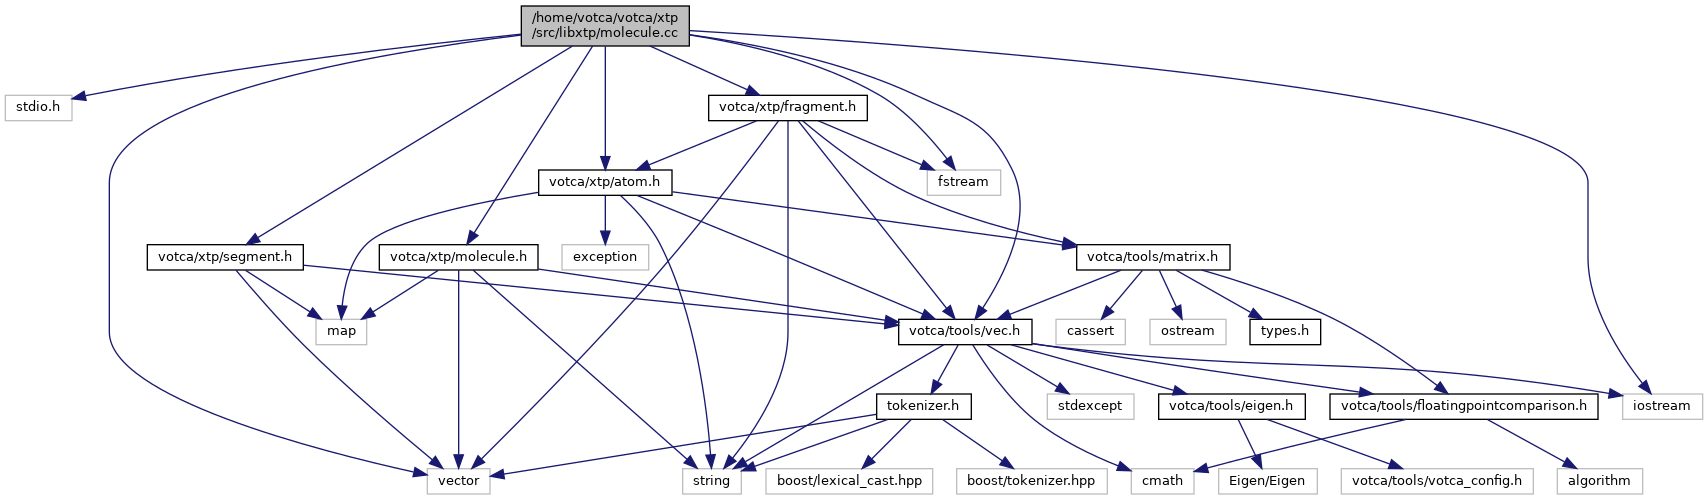 /home/votca/votca/xtp
/src/libxtp/molecule.cc
stdio.h
votca/xtp/fragment.h
votca/xtp/atom.h
fstream
votca/xtp/segment.h
votca/xtp/molecule.h
exception
votca/tools/matrix.h
map
votca/tools/vec.h
cassert
ostream
types.h
tokenizer.h
stdexcept
votca/tools/eigen.h
votca/tools/floatingpointcomparison.h
iostream
vector
string
boost/lexical_cast.hpp
boost/tokenizer.hpp
cmath
Eigen/Eigen
votca/tools/votca_config.h
algorithm